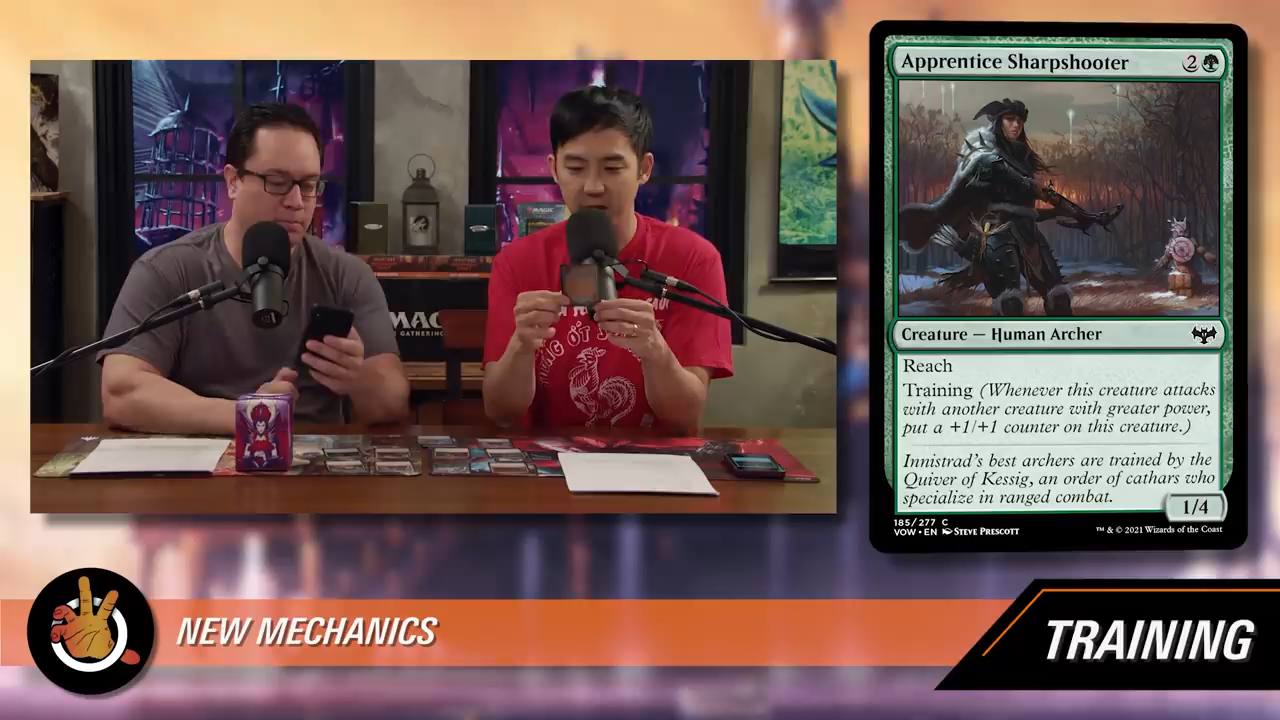 Apprentice Sharpshooter 2
Creature — Human Archer
Reach
Training (Whenever this creature attacks
with another creature with greater power,
put a +1/+1 counter on this creature.)
Innistrad's best archers are trained by the
Quiver of Kessig, an order of cathars who
specialize in ranged combat.
1/4
185/277 C
VOW • EN STEVE PRESCOTT
™ & © 2021 Wizards of the Coast
MAGIC
GATHERING
NEW MECHANICS
TRAINING